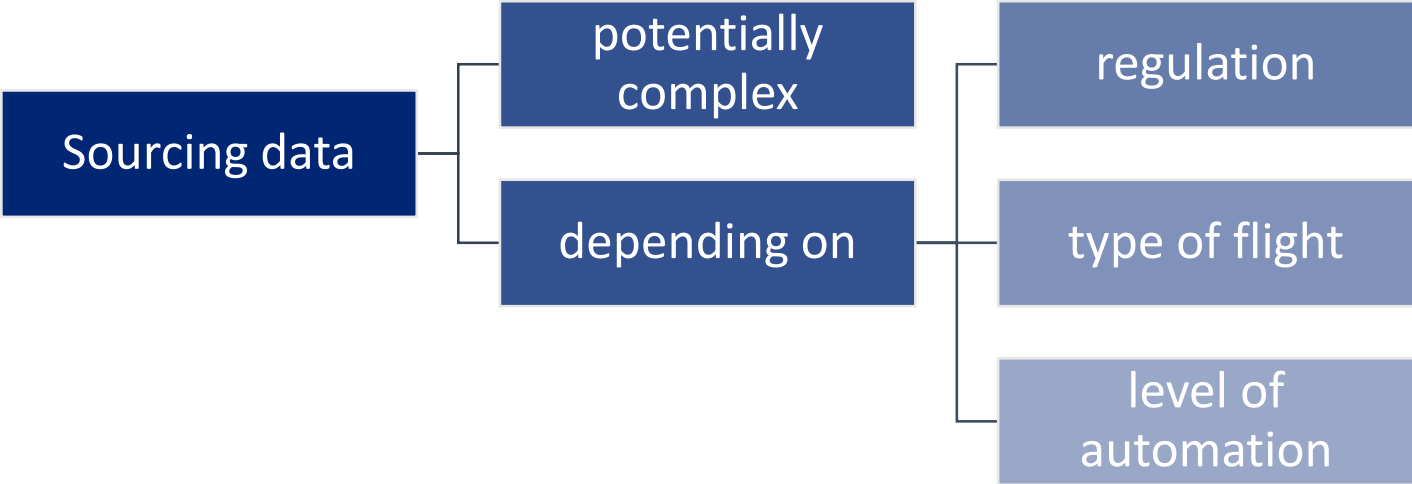 Sourcing data
potentially
complex
depending on
regulation
type of flight
level of
automation